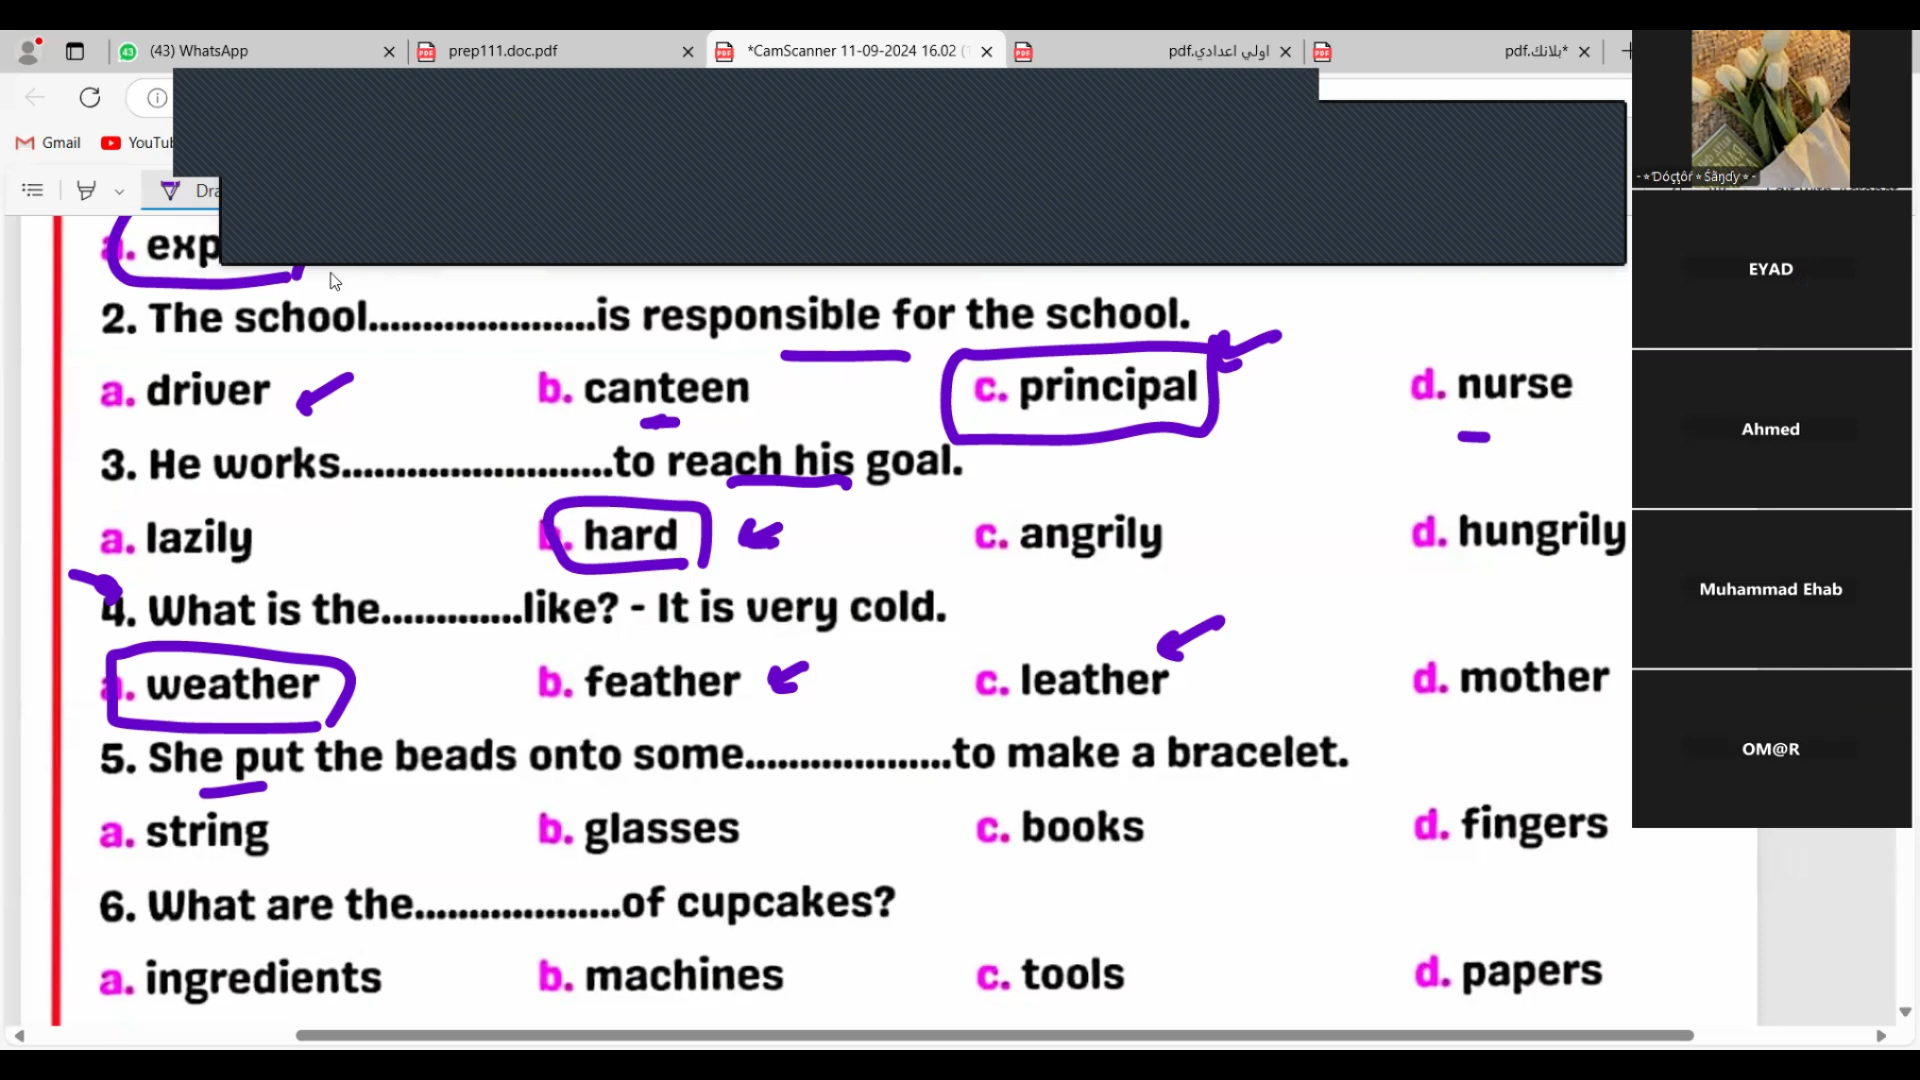 (43) WhatsApp
prep111.doc.pdf
*CamScanner 11-09-2024 16.02
اولي اعدادي.pdf
*بلانك.pdf
Gmail
-⋆Ɗóçţôŕ⋆Śãŋɗу⋆-
EYAD
Ahmed
Muhammad Ehab
OM@R
2. The school.....................is responsible for the school.
a. driver b. canteen c. principal d. nurse
3. He works.........................to reach his goal.
a. lazily b. hard c. angrily d. hungrily
4. What is the.............like? - It is very cold.
a. weather b. feather c. leather d. mother
5. She put the beads onto some...................to make a bracelet.
a. string b. glasses c. books d. fingers
6. What are the...................of cupcakes?
a. ingredients b. machines c. tools d. papers